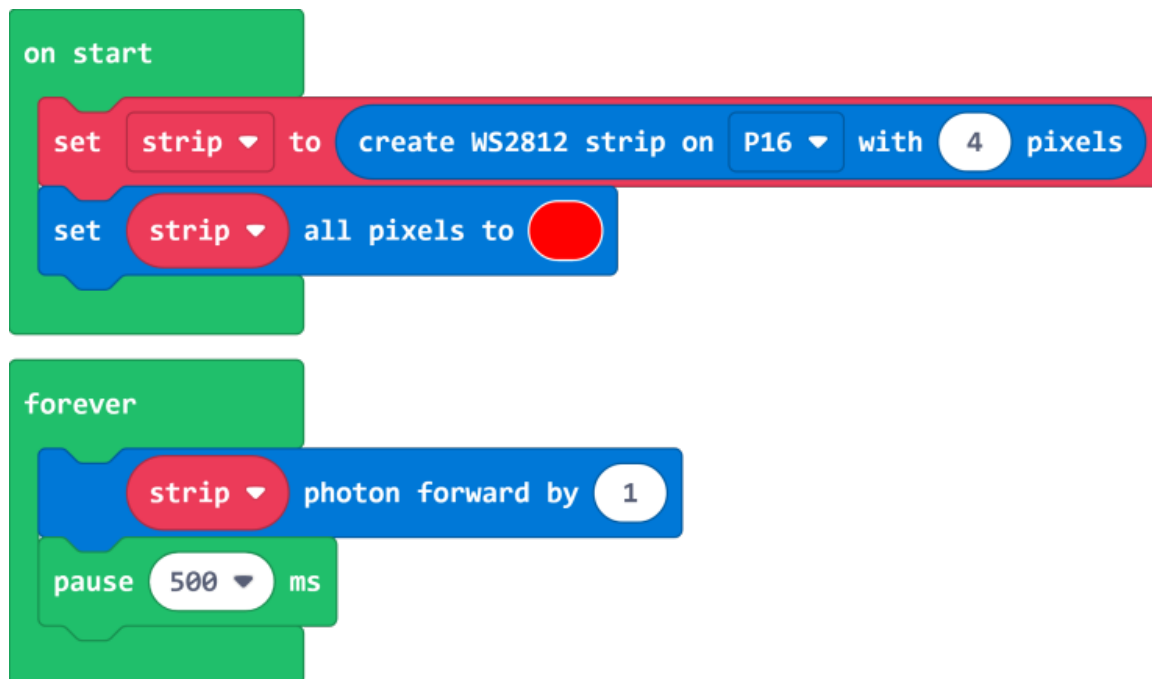 on start
set strip to create WS2812 strip on P16 with 4 pixels
set strip all pixels to
forever
strip photon forward by 1
pause 500 ms